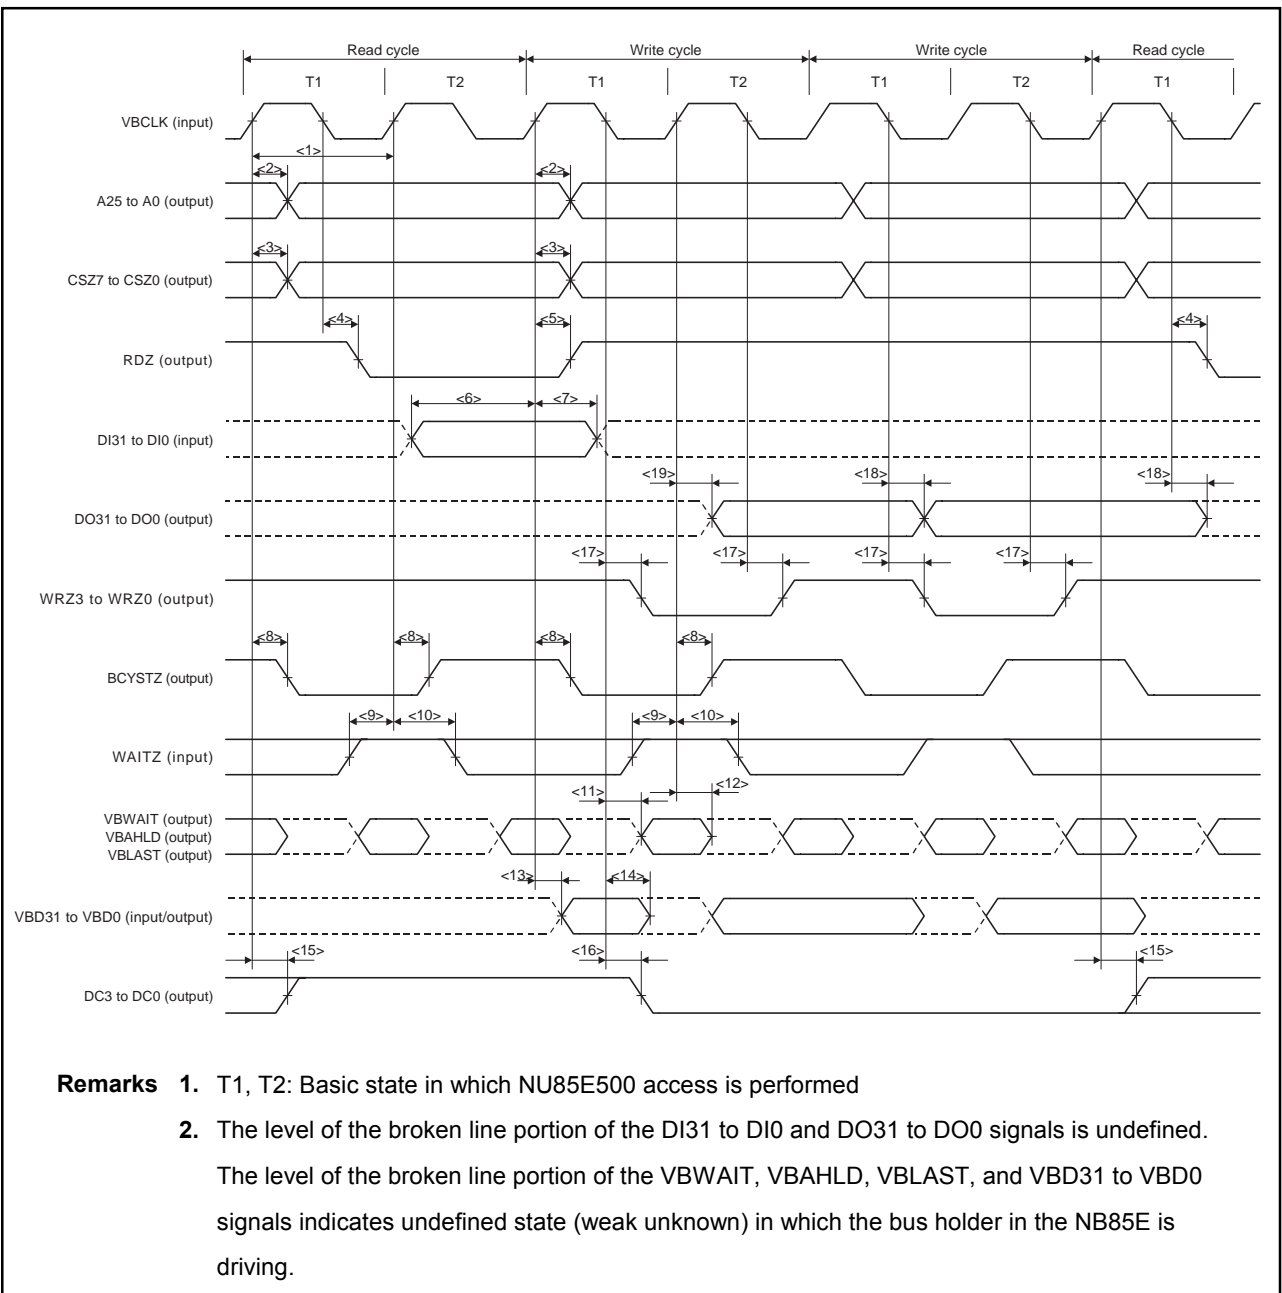 Read cycle Write cycle Write cycle Read cycle
T1 T2 T1 T2 T1 T2 T1
VBCLK (input)
<1>
<2> <2>
A25 to A0 (output)
<3> <3>
CSZ7 to CSZ0 (output)
<4> <5> <4>
RDZ (output)
<6> <7>
DI31 to DI0 (input)
<19> <18> <18>
DO31 to DO0 (output)
<17> <17> <17> <17>
WRZ3 to WRZ0 (output)
<8> <8> <8> <8>
BCYSTZ (output)
<9> <10> <9> <10>
WAITZ (input)
<11> <12>
VBWAIT (output)
VBAHLD (output)
VBLAST (output)
<13> <14>
VBD31 to VBD0 (input/output)
<15> <16> <15>
DC3 to DC0 (output)
Remarks 1. T1, T2: Basic state in which NU85E500 access is performed
2. The level of the broken line portion of the DI31 to DI0 and DO31 to DO0 signals is undefined.
The level of the broken line portion of the VBWAIT, VBAHLD, VBLAST, and VBD31 to VBD0
signals indicates undefined state (weak unknown) in which the bus holder in the NB85E is
driving.